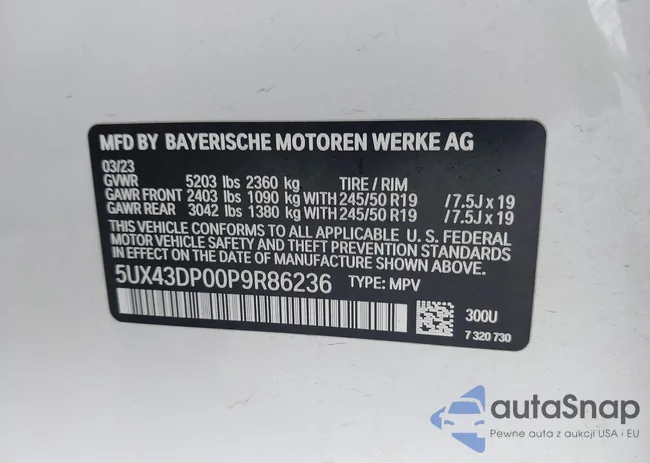 MFD BY BAYERISCHE MOTOREN WERKE AG
03/23
GVWR 5203 lbs 2360 kg TIRE / RIM
GAWR FRONT 2403 lbs 1090 kg WITH 245/50 R19 / 7.5J x 19
GAWR REAR 3042 lbs 1380 kg WITH 245/50 R19 / 7.5J x 19
THIS VEHICLE CONFORMS TO ALL APPLICABLE U. S. FEDERAL
MOTOR VEHICLE SAFETY AND THEFT PREVENTION STANDARDS
IN EFFECT ON THE DATE OF MANUFACTURE SHOWN ABOVE.
5UX43DP00P9R86236 TYPE: MPV
300U
7 320 730
autaSnap
Pewne auta z aukcji USA i EU